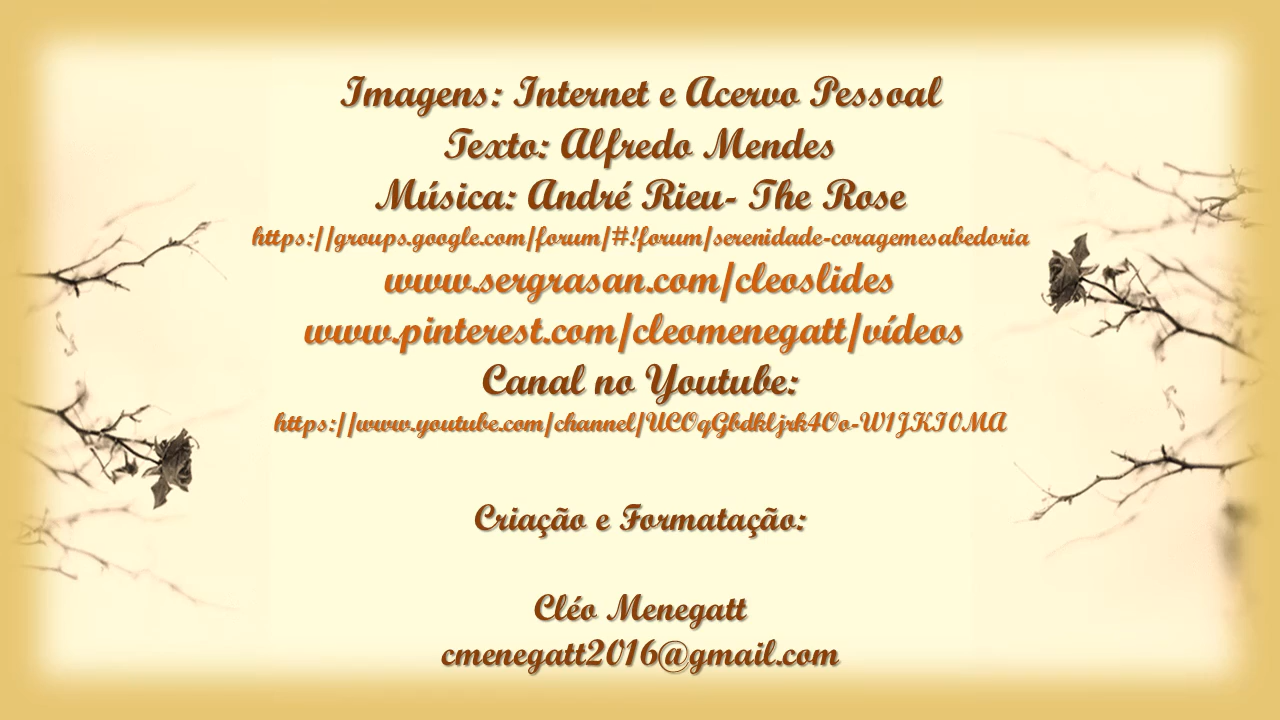 Imagens: Internet e Acervo Pessoal
Texto: Alfredo Mendes
Música: André Rieu- The Rose
https://groups.google.com/forum/#!forum/serenidade-coragemesabedoria
www.sergrasan.com/cleoslides
www.pinterest.com/cleomenegatt/vídeos
Canal no Youtube:
https://www.youtube.com/channel/UCOqGbdkljrk4Oo-W1JKI0MA
Criação e Formatação:
Cléo Menegatt
cmenegatt2016@gmail.com